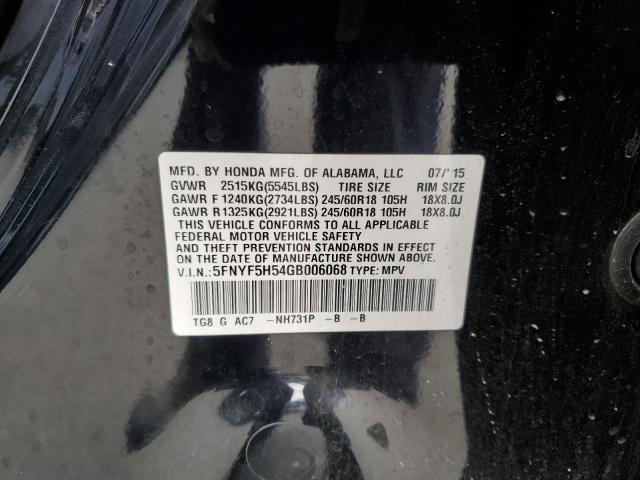 MFD. BY HONDA MFG. OF ALABAMA, LLC 07/'15
GVWR 2515KG(5545LBS) TIRE SIZE RIM SIZE
GAWR F 1240KG(2734LBS) 245/60R18 105H 18X8.0J
GAWR R 1325KG(2921LBS) 245/60R18 105H 18X8.0J
THIS VEHICLE CONFORMS TO ALL APPLICABLE
FEDERAL MOTOR VEHICLE SAFETY
AND THEFT PREVENTION STANDARDS IN EFFECT
ON THE DATE OF MANUFACTURE SHOWN ABOVE.
V.I.N.: 5FNYF5H54GB006068 TYPE: MPV
TG8 G AC7 -NH731P -B -B